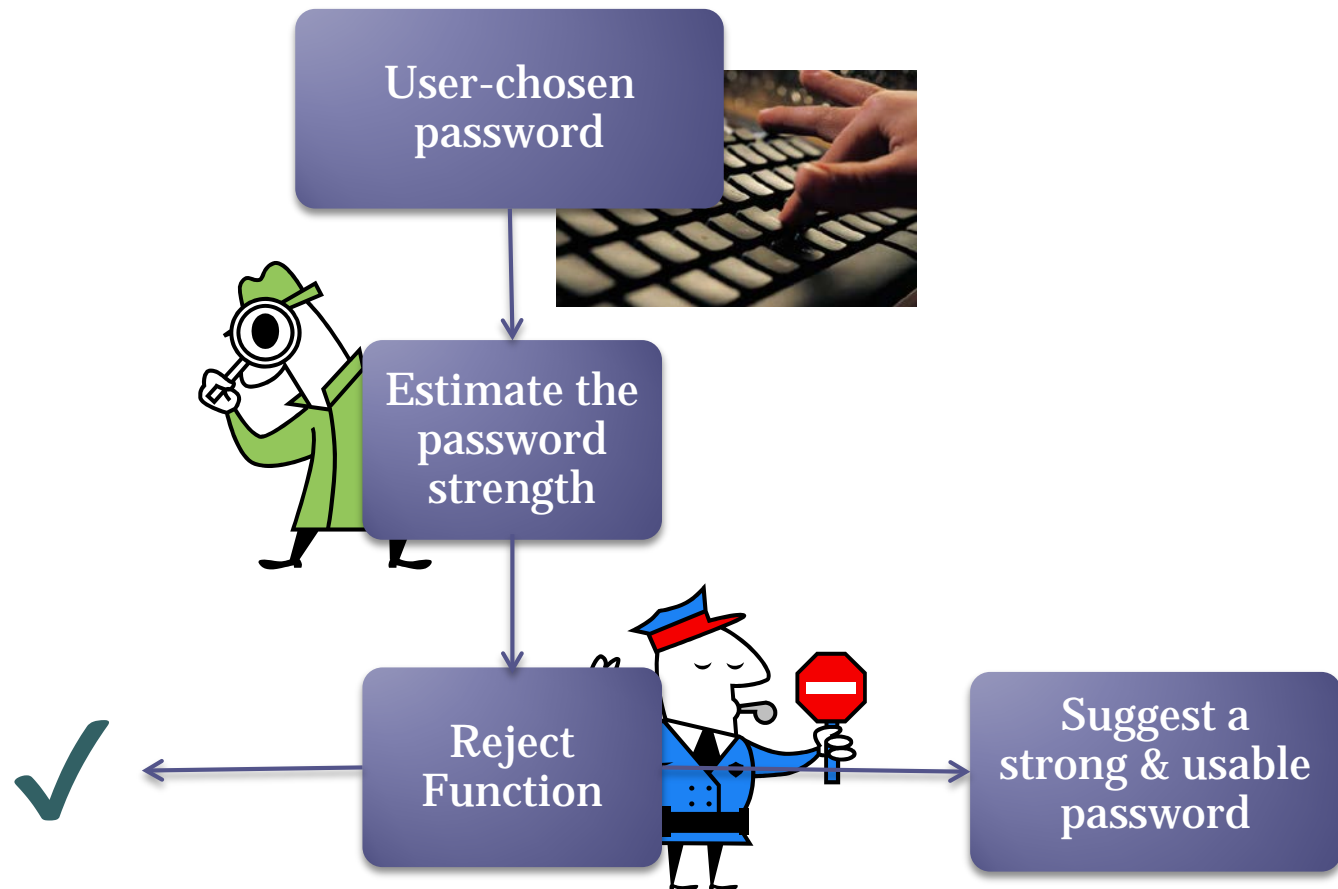 User-chosen
password
Estimate the
password
strength
Reject
Function
Suggest a
strong & usable
password